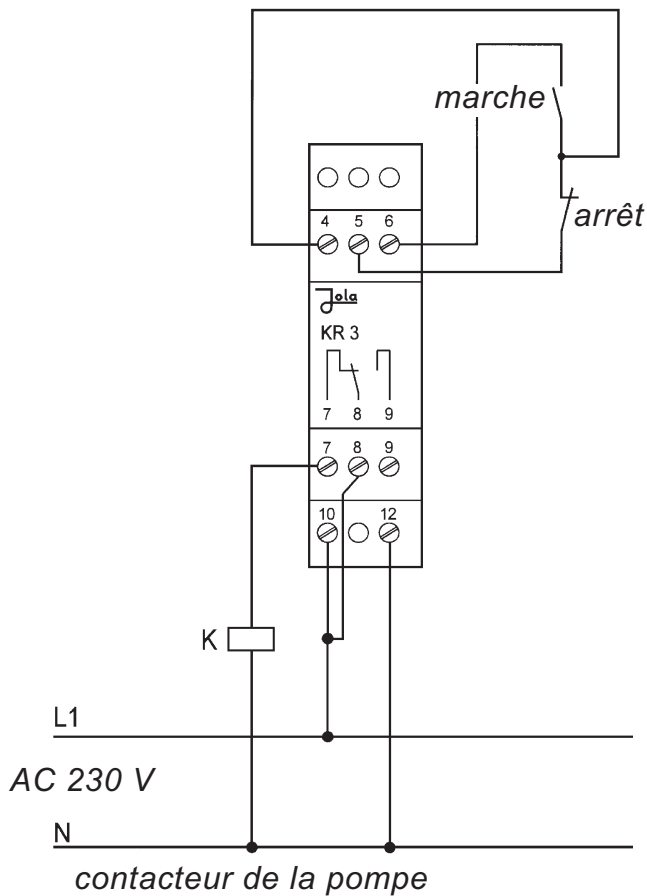 marche
4 5 6
arrêt
Jola
KR 3
7 8 9
7 8 9
10 12
K
L1
AC 230 V
N
contacteur de la pompe